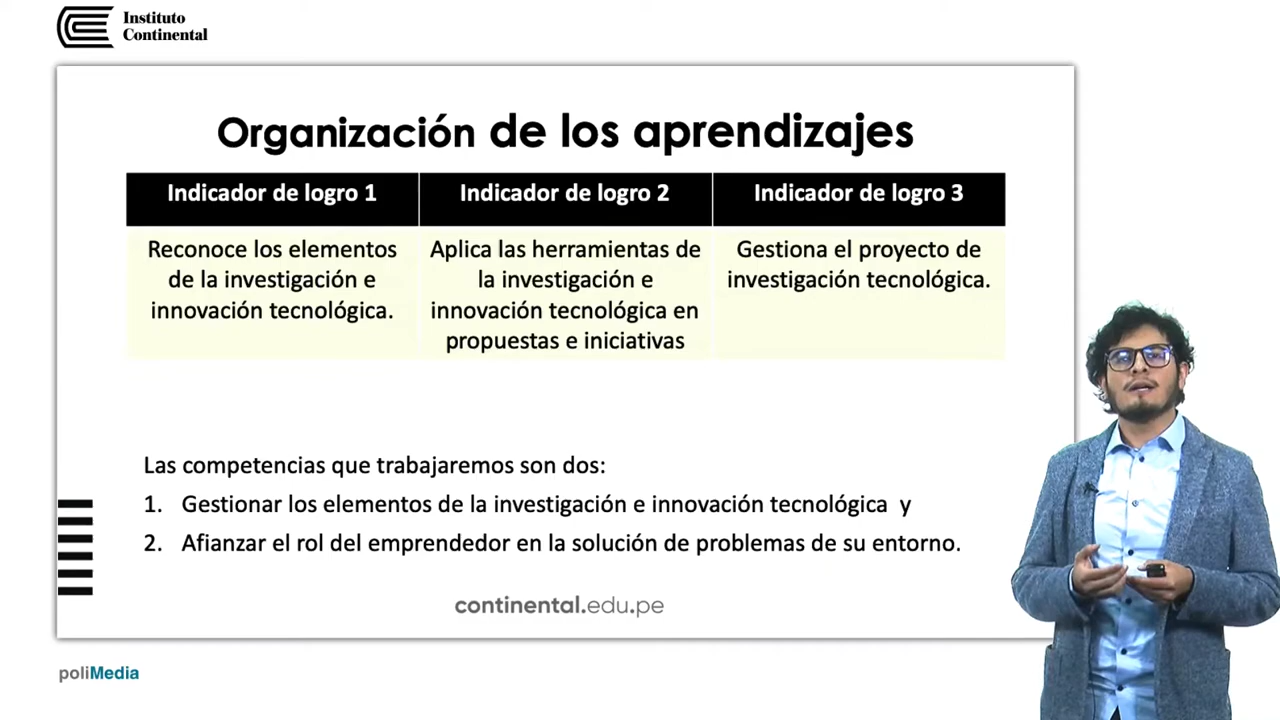 Instituto
Continental
Organización de los aprendizajes
Indicador de logro 1
Indicador de logro 2
Indicador de logro 3
Reconoce los elementos
de la investigación e
innovación tecnológica.
Aplica las herramientas de
la investigación e
innovación tecnológica en
propuestas e iniciativas
Gestiona el proyecto de
investigación tecnológica.
Las competencias que trabajaremos son dos:
1. Gestionar los elementos de la investigación e innovación tecnológica y
2. Afianzar el rol del emprendedor en la solución de problemas de su entorno.
continental.edu.pe
poliMedia